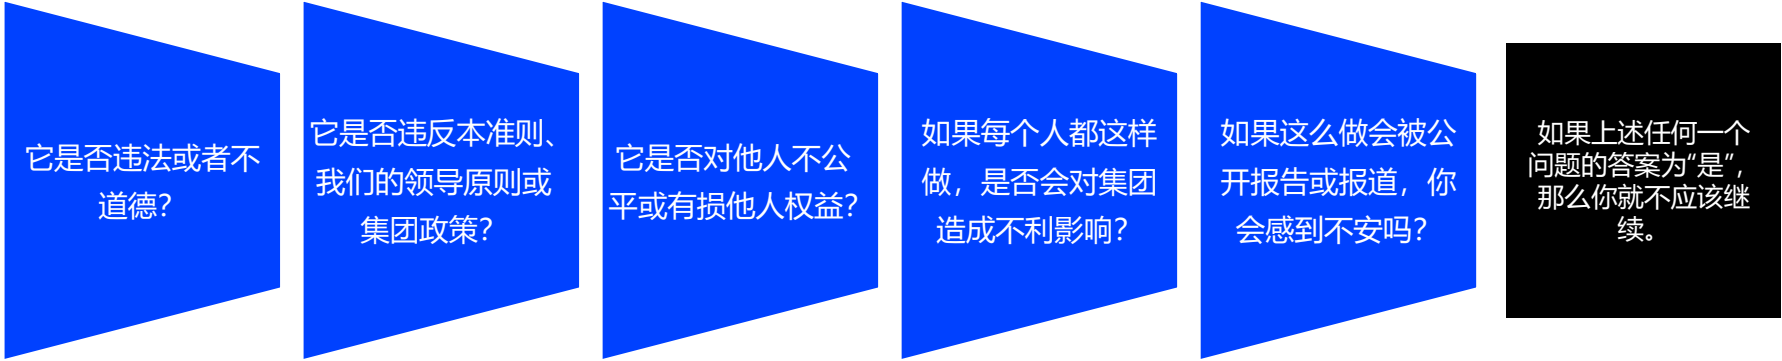 它是否违法或者不
道德？
它是否违反本准则、
我们的领导原则或
集团政策？
它是否对他人不公
平或有损他人权益？
如果每个人都这样
做，是否会对集团
造成不利影响？
如果这么做会被公
开报告或报道，你
会感到不安吗？
如果上述任何一个
问题的答案为“是”，
那么你就不应该继
续。